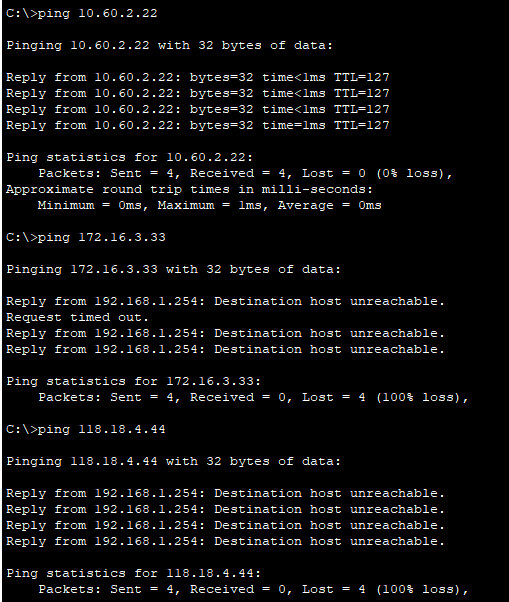 C:\>ping 10.60.2.22
Pinging 10.60.2.22 with 32 bytes of data:
Reply from 10.60.2.22: bytes=32 time<1ms TTL=127
Reply from 10.60.2.22: bytes=32 time<1ms TTL=127
Reply from 10.60.2.22: bytes=32 time<1ms TTL=127
Reply from 10.60.2.22: bytes=32 time=1ms TTL=127
Ping statistics for 10.60.2.22:
    Packets: Sent = 4, Received = 4, Lost = 0 (0% loss),
Approximate round trip times in milli-seconds:
    Minimum = 0ms, Maximum = 1ms, Average = 0ms
C:\>ping 172.16.3.33
Pinging 172.16.3.33 with 32 bytes of data:
Reply from 192.168.1.254: Destination host unreachable.
Request timed out.
Reply from 192.168.1.254: Destination host unreachable.
Reply from 192.168.1.254: Destination host unreachable.
Ping statistics for 172.16.3.33:
    Packets: Sent = 4, Received = 0, Lost = 4 (100% loss),
C:\>ping 118.18.4.44
Pinging 118.18.4.44 with 32 bytes of data:
Reply from 192.168.1.254: Destination host unreachable.
Reply from 192.168.1.254: Destination host unreachable.
Reply from 192.168.1.254: Destination host unreachable.
Reply from 192.168.1.254: Destination host unreachable.
Ping statistics for 118.18.4.44:
    Packets: Sent = 4, Received = 0, Lost = 4 (100% loss),